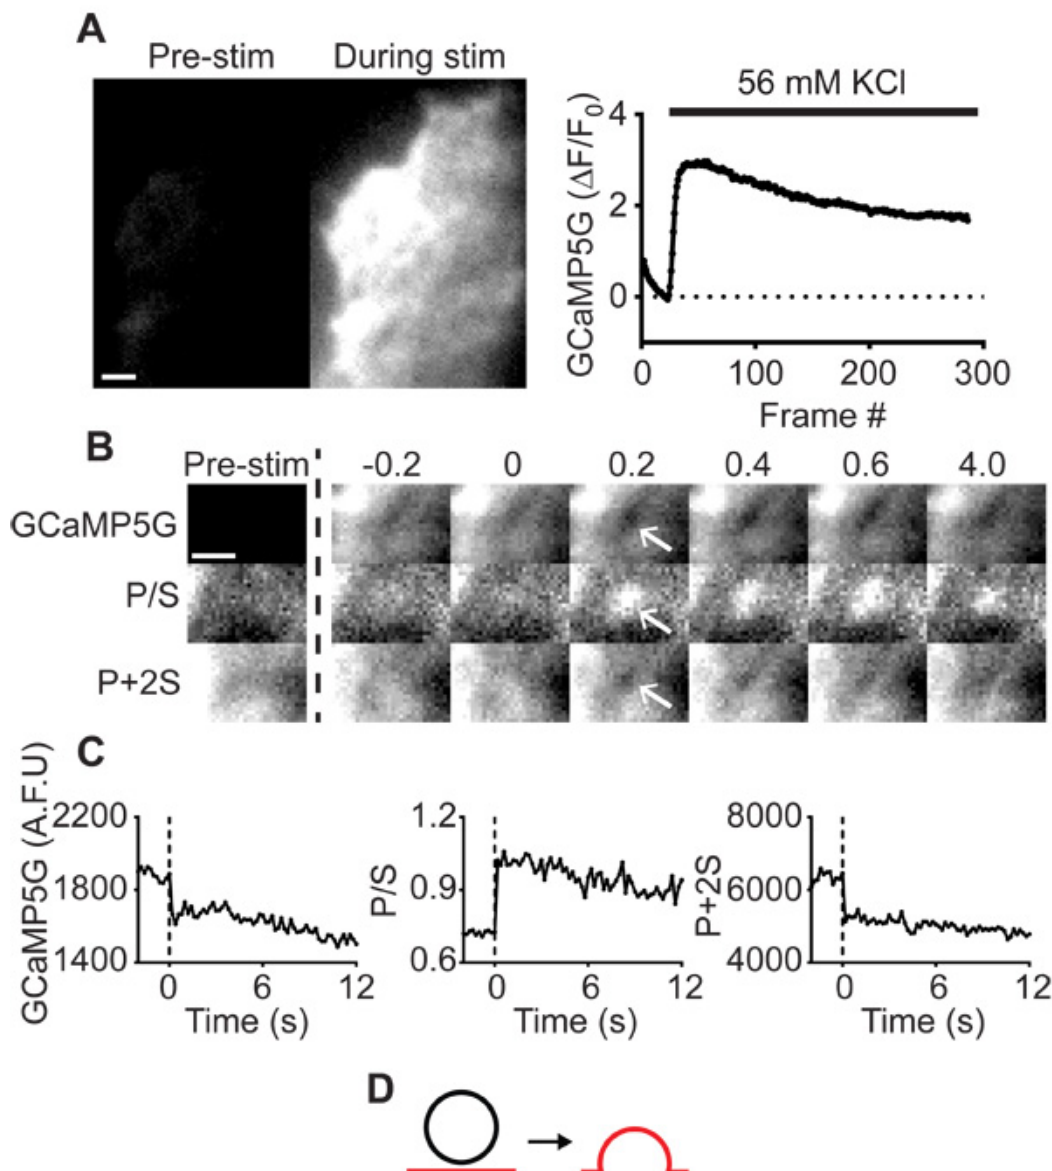 A
Pre-stim During stim
56 mM KCl
GCaMP5G (ΔF/F0)
4
2
0
0 100 200 300
Frame #
B
Pre-stim -0.2 0 0.2 0.4 0.6 4.0
GCaMP5G
P/S
P+2S
C
GCaMP5G (A.F.U)
2200
1800
1400
0 6 12
Time (s)
P/S
1.2
0.9
0.6
0 6 12
Time (s)
P+2S
8000
6000
4000
0 6 12
Time (s)
D